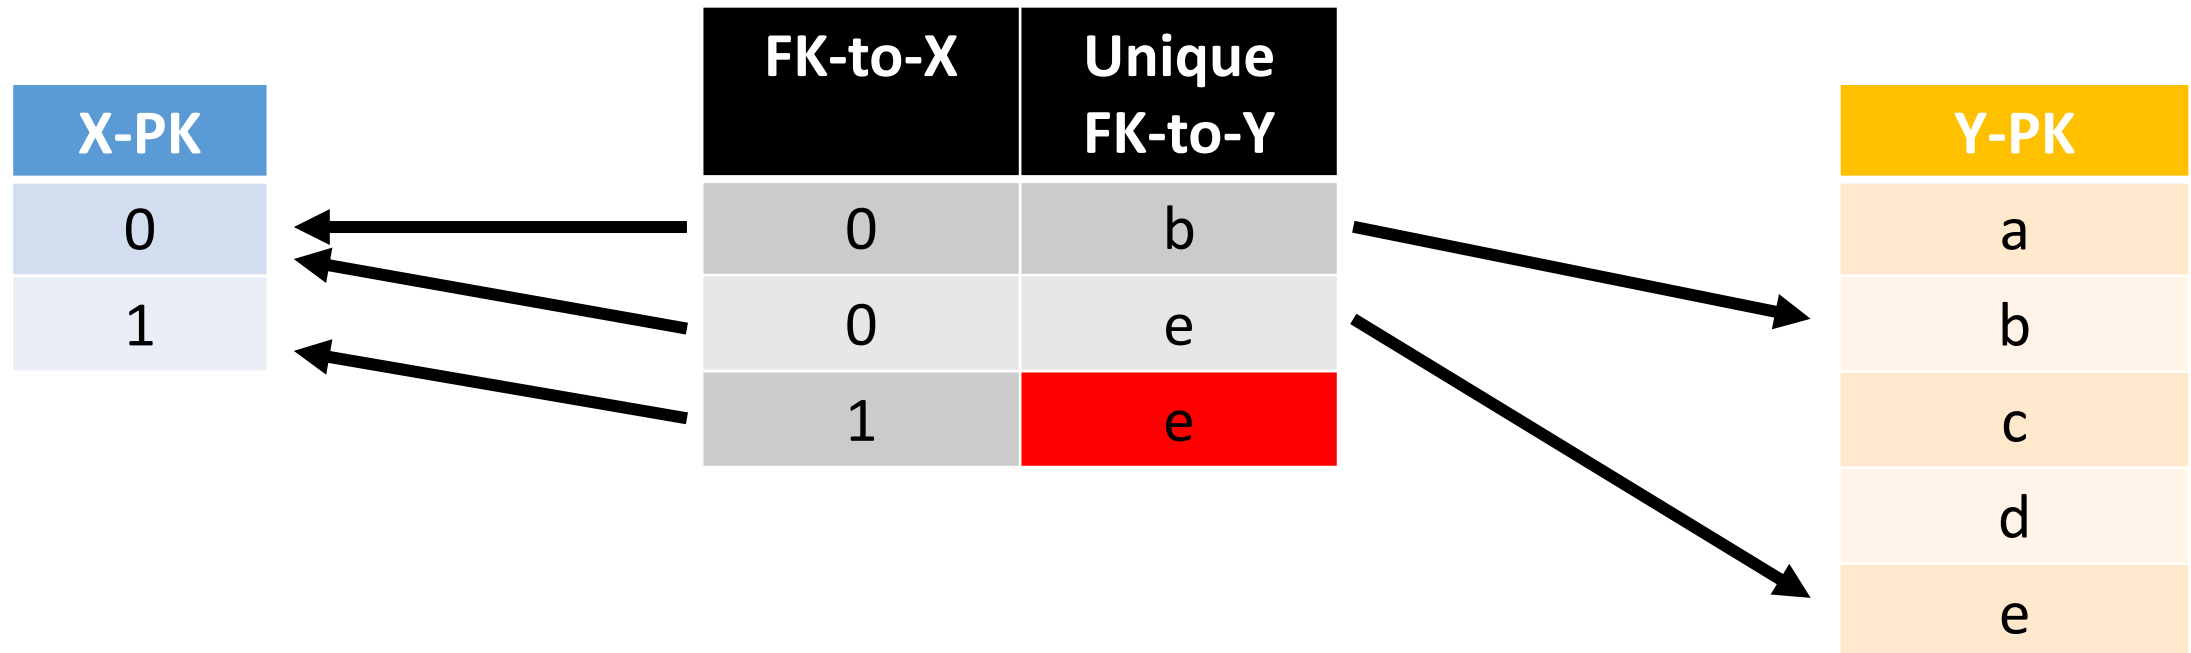 X-PK
0
1
FK-to-X
Unique
FK-to-Y
0 b
0 e
1 e
Y-PK
a
b
c
d
e